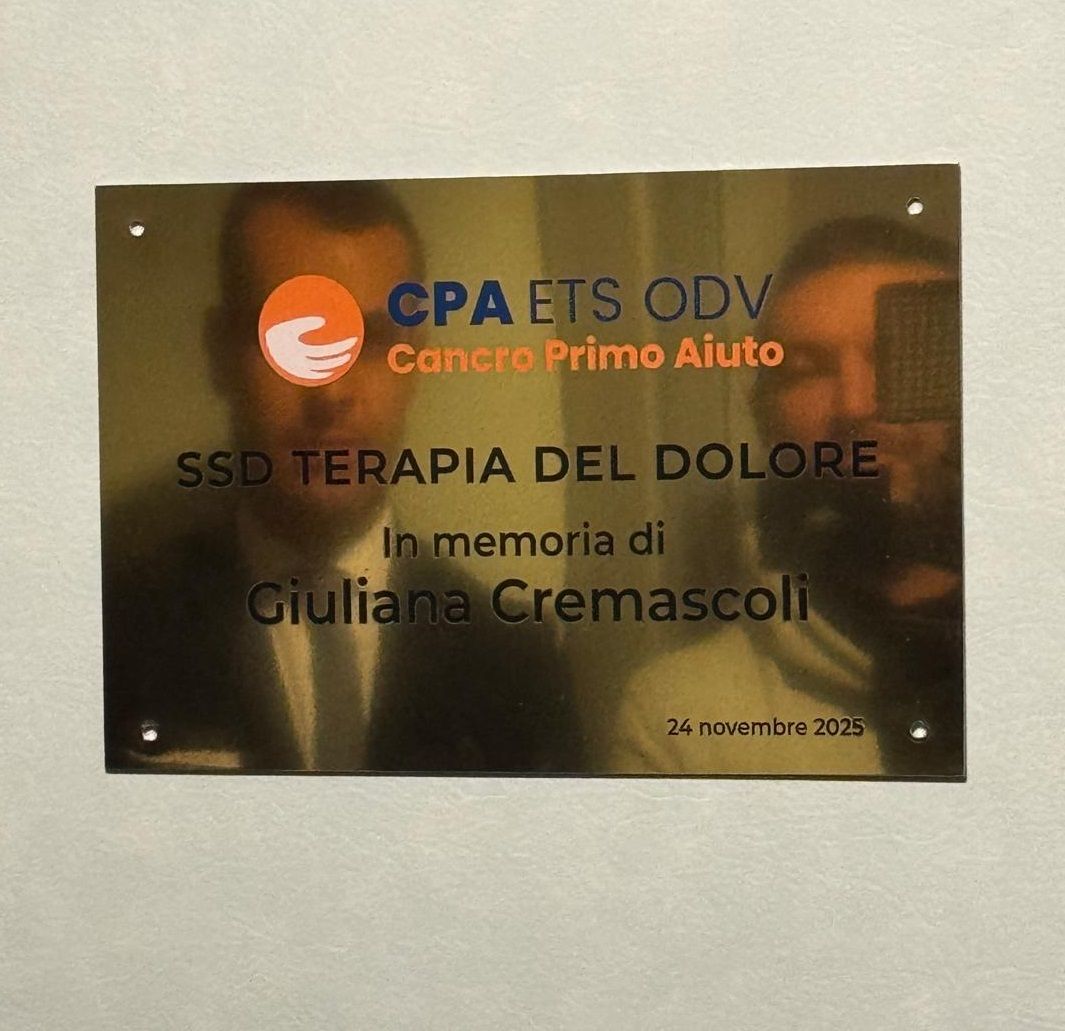 CPA ETS ODV
Cancro Primo Aiuto
SSD TERAPIA DEL DOLORE
In memoria di
Giuliana Cremascoli
24 novembre 2025